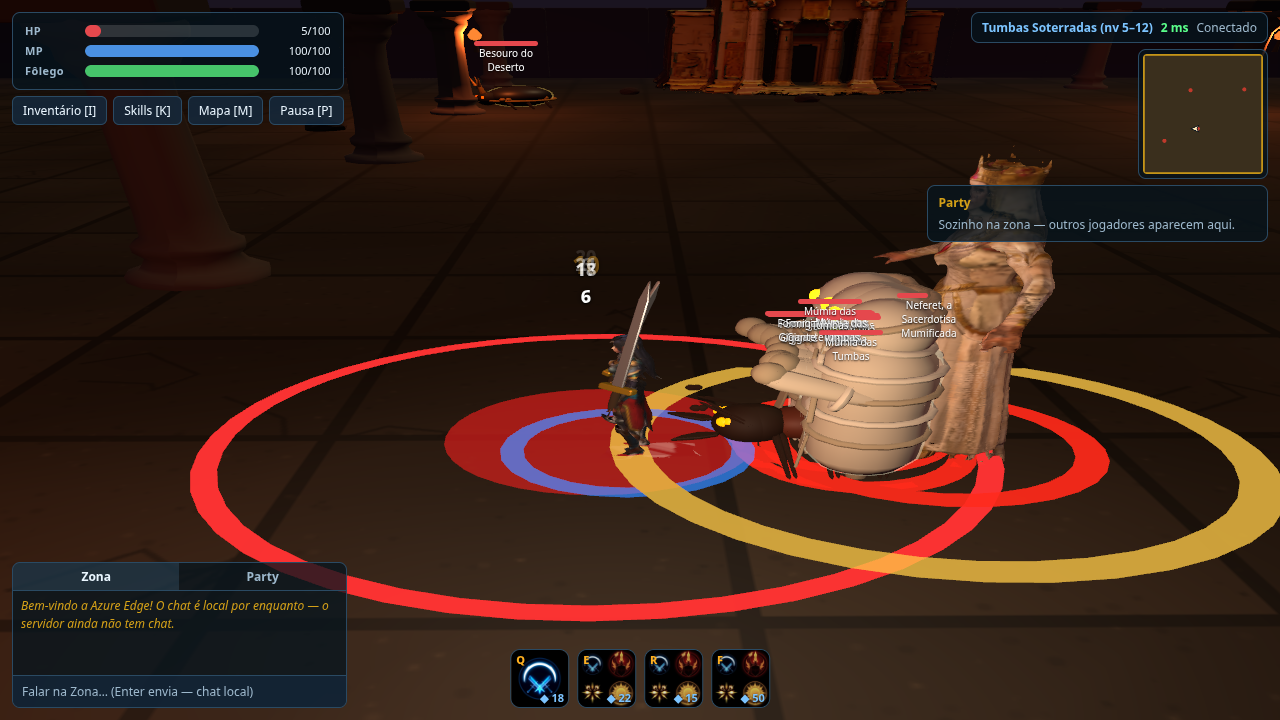 HP 5/100
MP 100/100
Fôlego 100/100
Inventário [I] Skills [K] Mapa [M] Pausa [P]
Besouro do
Deserto
Tumbas Soterradas (nv 5–12) 2 ms Conectado
Party
Sozinho na zona — outros jogadores aparecem aqui.
18
6
Múmia das
Neferet, a
Sacerdotisa
Mumificada
Múmia das
Tumbas
Zona Party
Bem-vindo a Azure Edge! O chat é local por enquanto — o
servidor ainda não tem chat.
Falar na Zona... (Enter envia — chat local)
Q 18
E 22
R 15
F 50